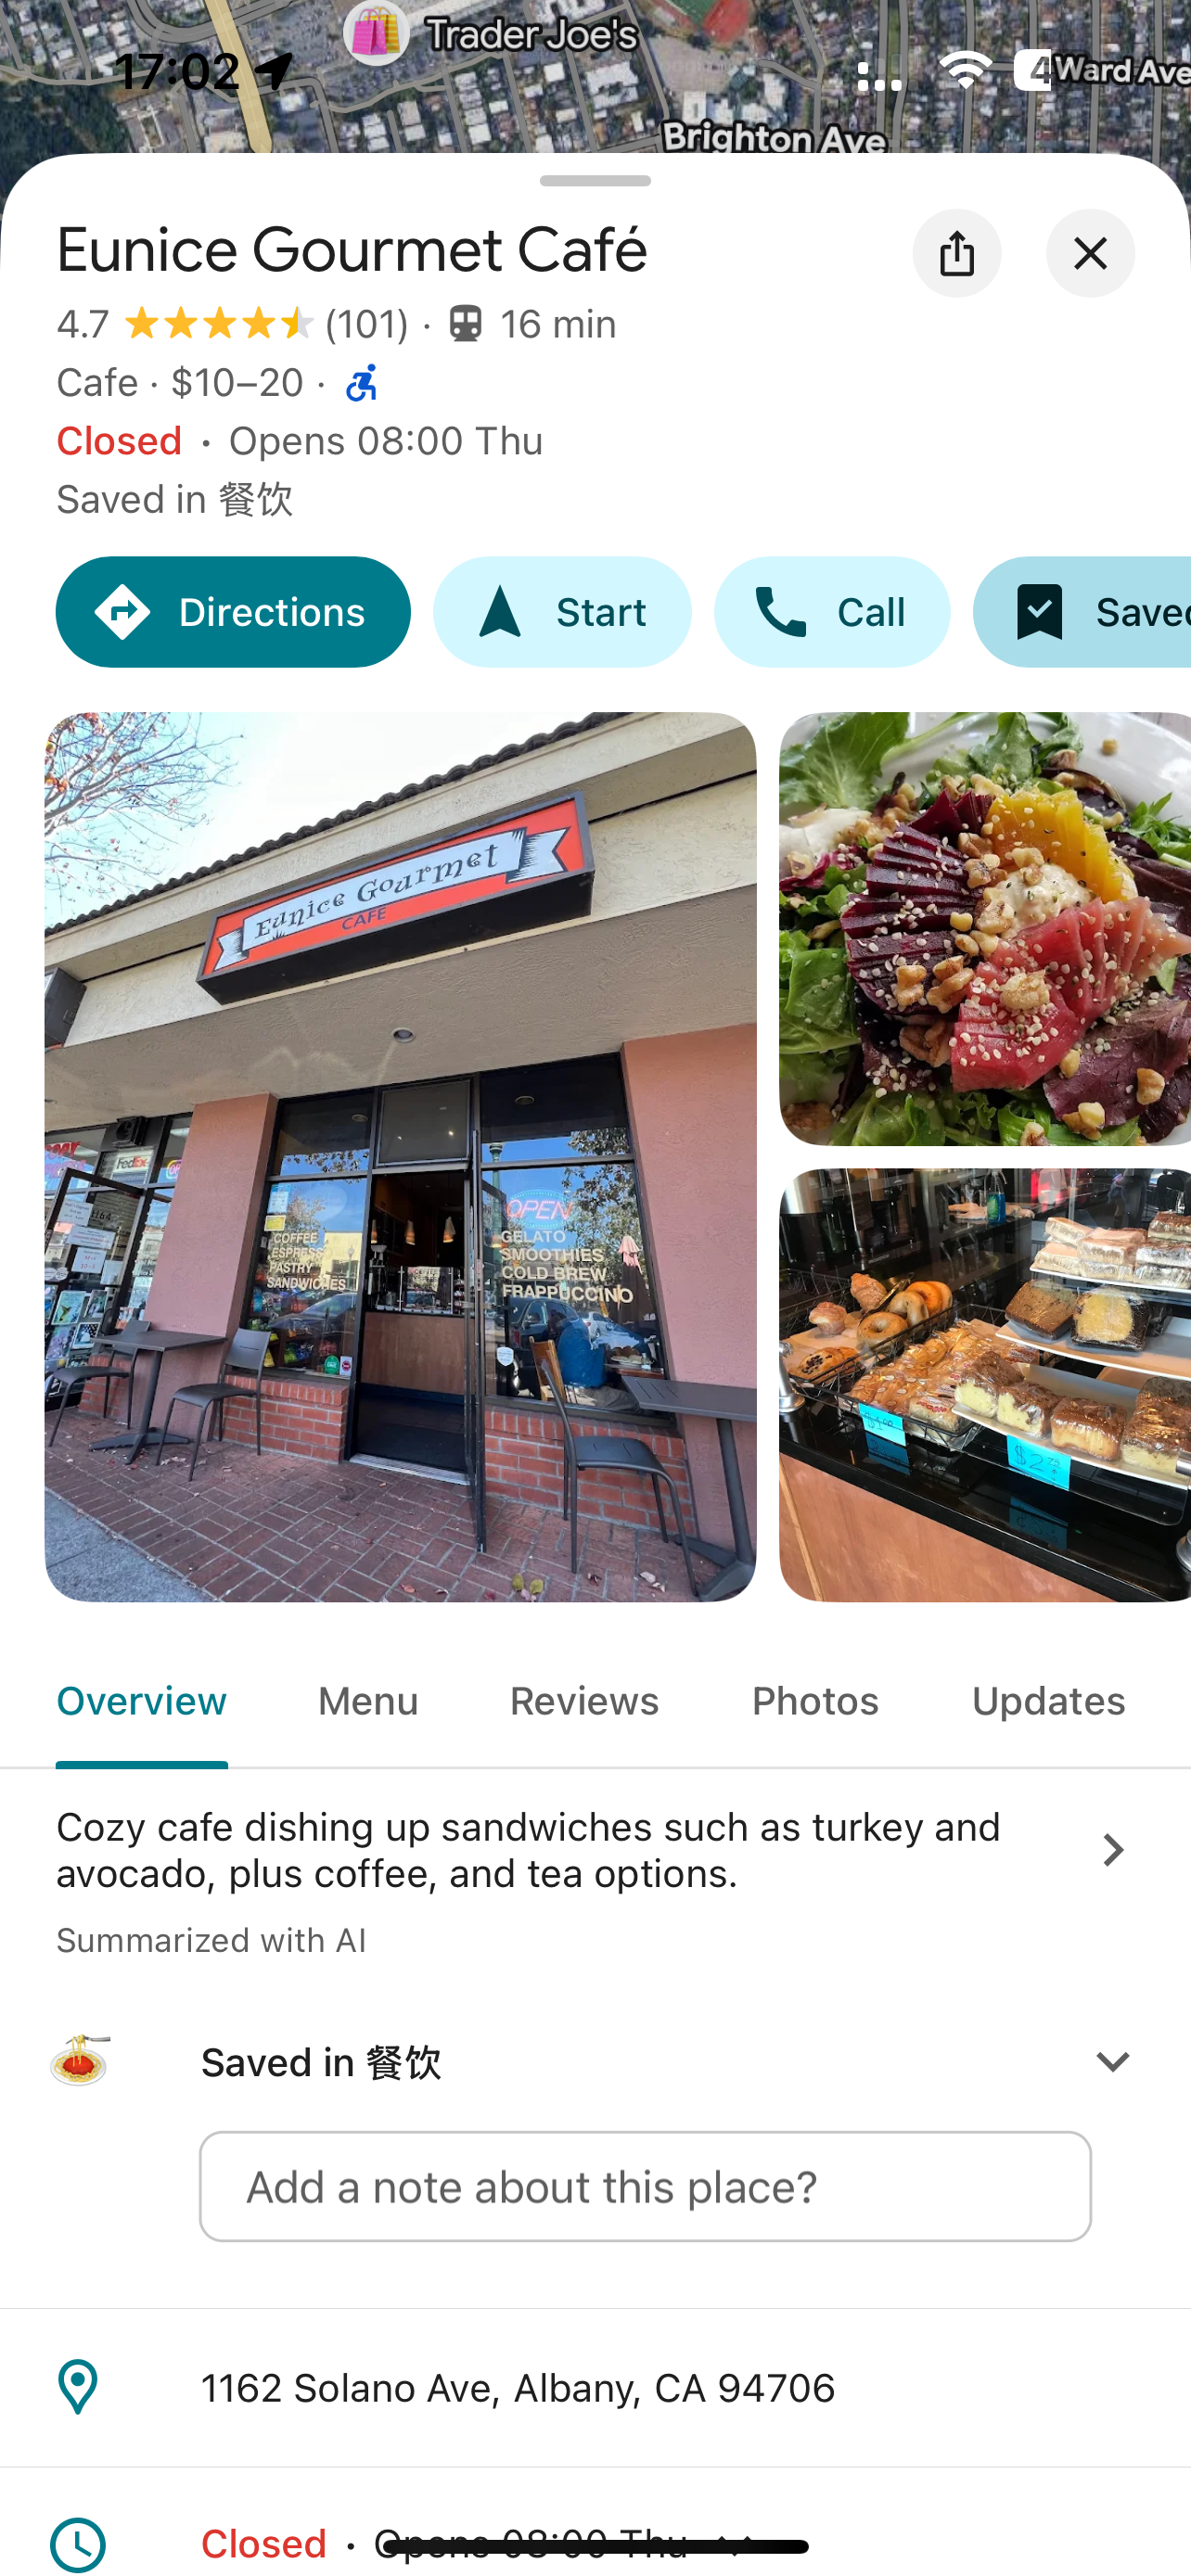 Trader Joe's
17:02
Ward Ave
Brighton Ave
Eunice Gourmet Café
4.7 (101) · 16 min
Cafe · $10–20 ·
Closed · Opens 08:00 Thu
Saved in 餐饮
Directions
Start
Call
Saved
Eunice Gourmet
CAFÉ
FedEx
OPEN
COFFEE
ESPRESSO
PASTRY
SANDWICHES
GELATO
SMOOTHIES
COLD BREW
FRAPPUCCINO
Overview
Menu
Reviews
Photos
Updates
Cozy cafe dishing up sandwiches such as turkey and
avocado, plus coffee, and tea options.
Summarized with AI
Saved in 餐饮
Add a note about this place?
1162 Solano Ave, Albany, CA 94706
Closed · Opens 08:00 Thu